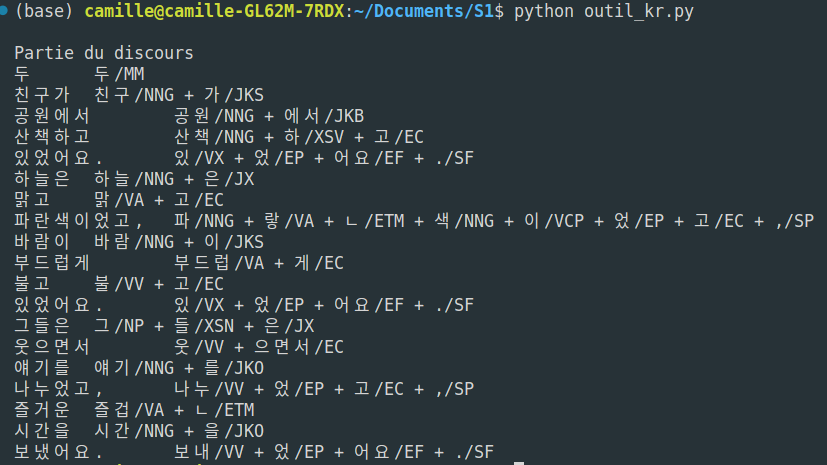 (base) camille@camille-GL62M-7RDX:~/Documents/S1$ python outil_kr.py
Partie du discours
두 두/MM
친구가 친구/NNG + 가/JKS
공원에서 공원/NNG + 에서/JKB
산책하고 산책/NNG + 하/XSV + 고/EC
있었어요. 있/VX + 었/EP + 어요/EF + ./SF
하늘은 하늘/NNG + 은/JX
맑고 맑/VA + 고/EC
파란색이었고, 파/NNG + 랗/VA + ㄴ/ETM + 색/NNG + 이/VCP + 었/EP + 고/EC + ,/SP
바람이 바람/NNG + 이/JKS
부드럽게 부드럽/VA + 게/EC
불고 불/VV + 고/EC
있었어요. 있/VX + 었/EP + 어요/EF + ./SF
그들은 그/NP + 들/XSN + 은/JX
웃으면서 웃/VV + 으면서/EC
얘기를 얘기/NNG + 를/JKO
나누었고, 나누/VV + 었/EP + 고/EC + ,/SP
즐거운 즐겁/VA + ㄴ/ETM
시간을 시간/NNG + 을/JKO
보냈어요. 보내/VV + 었/EP + 어요/EF + ./SF